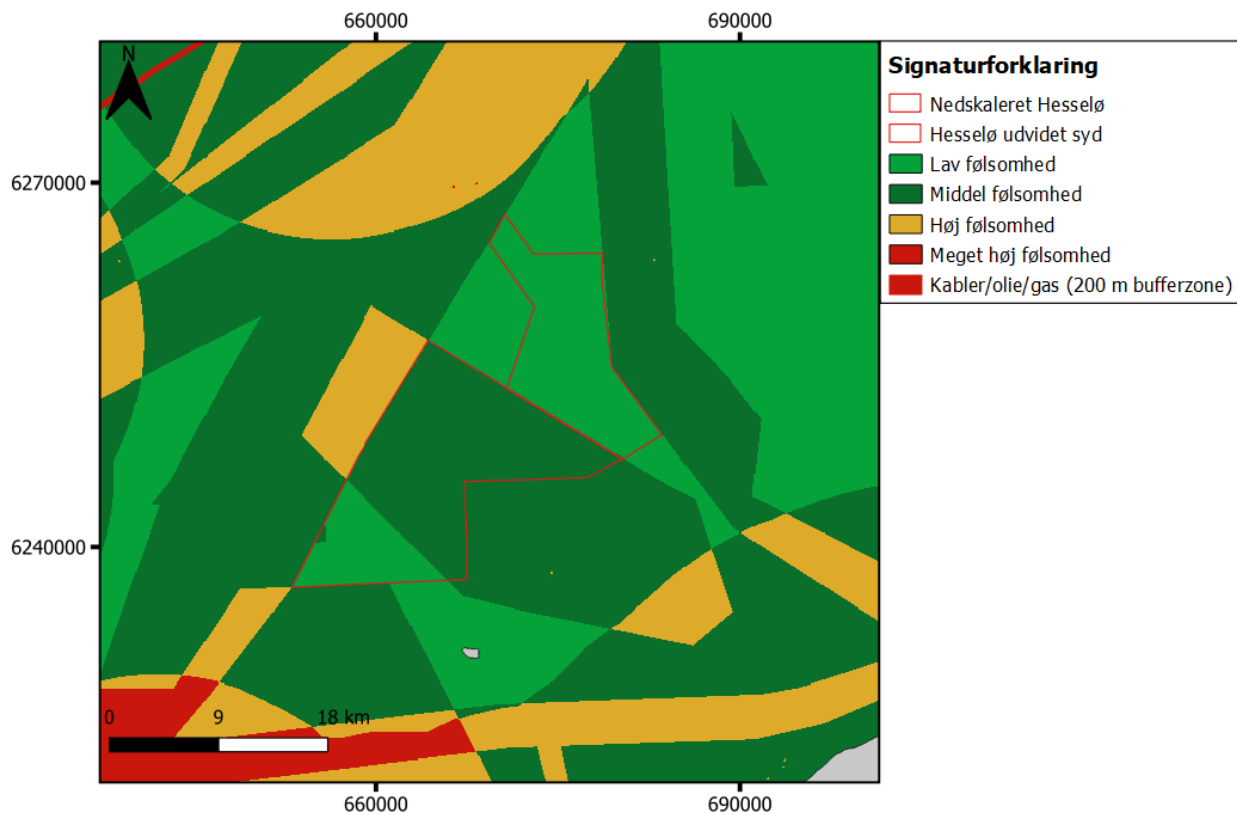 660000 690000
N
6270000
6240000
0 9 18 km
660000 690000
Signaturforklaring
Nedskaleret Hesselø
Hesselø udvidet syd
Lav følsomhed
Middel følsomhed
Høj følsomhed
Meget høj følsomhed
Kabler/olie/gas (200 m bufferzone)